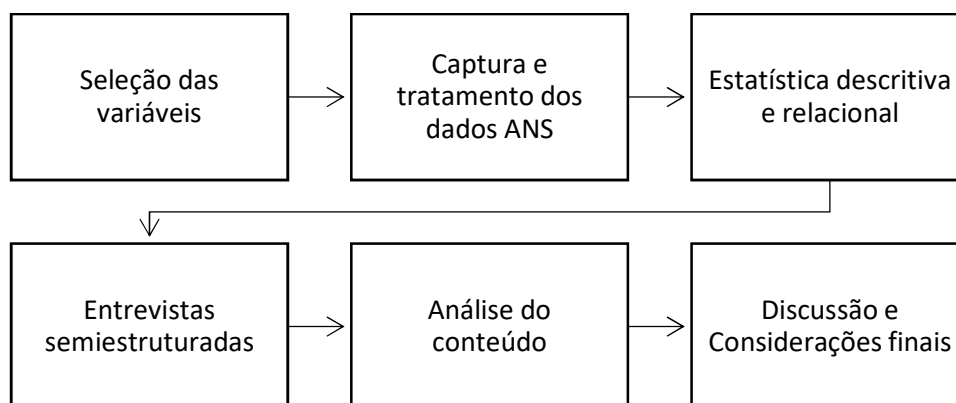 Seleção das
variáveis
Captura e
tratamento dos
dados ANS
Estatística descritiva
e relacional
Entrevistas
semiestruturadas
Análise do
conteúdo
Discussão e
Considerações finais